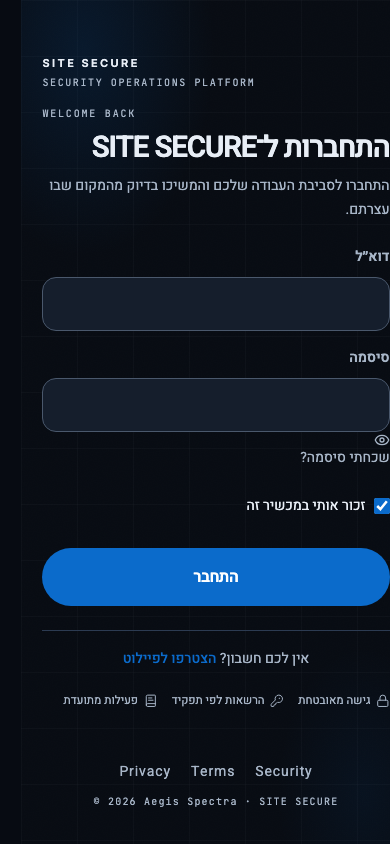 SITE SECURE
SECURITY OPERATIONS PLATFORM
WELCOME BACK
התחברות ל־SITE SECURE
התחברו לסביבת העבודה שלכם והמשיכו בדיוק מהמקום שבו
עצרתם.
דוא״ל
סיסמה
שכחתי סיסמה?
זכור אותי במכשיר זה
התחבר
אין לכם חשבון? הצטרפו לפיילוט
גישה מאובטחת הרשאות לפי תפקיד פעילות מתועדת
Privacy Terms Security
© 2026 Aegis Spectra · SITE SECURE